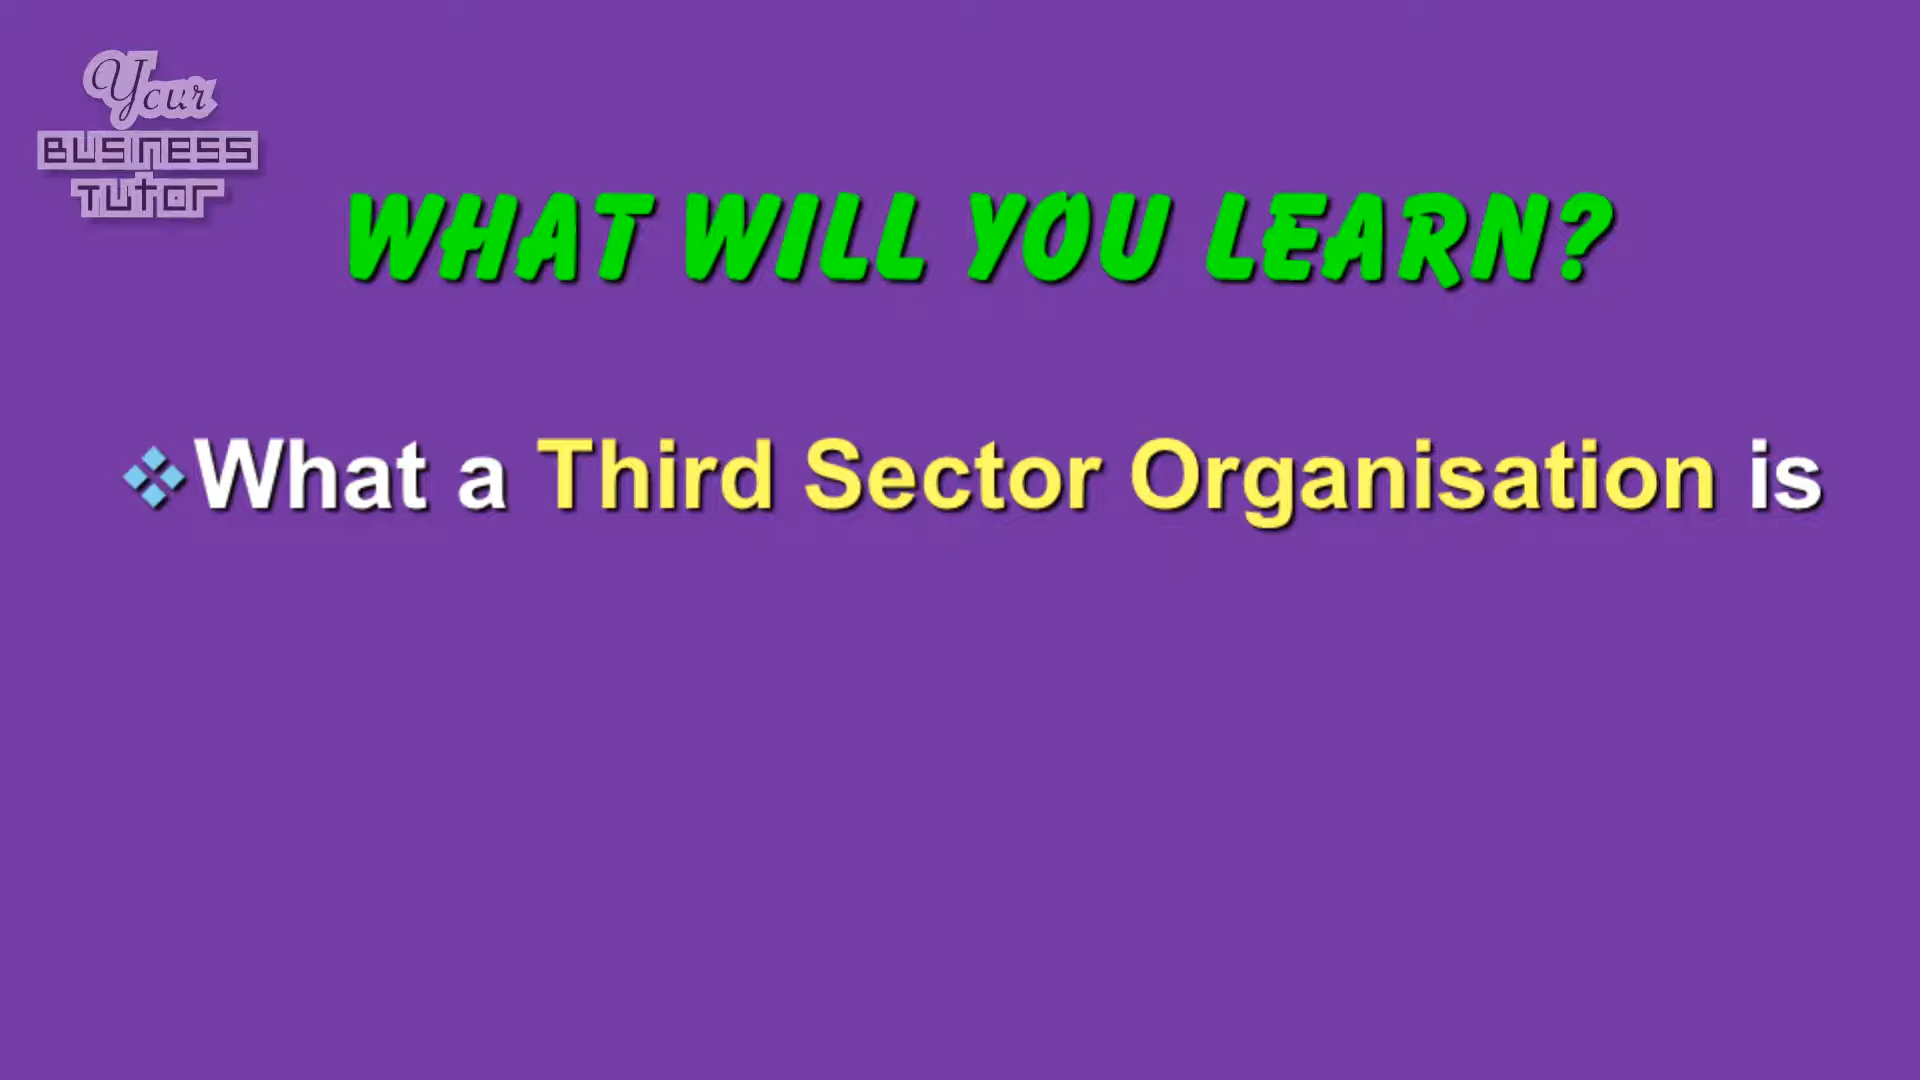 Your
BUSINESS
TUTOR
WHAT WILL YOU LEARN?
What a Third Sector Organisation is